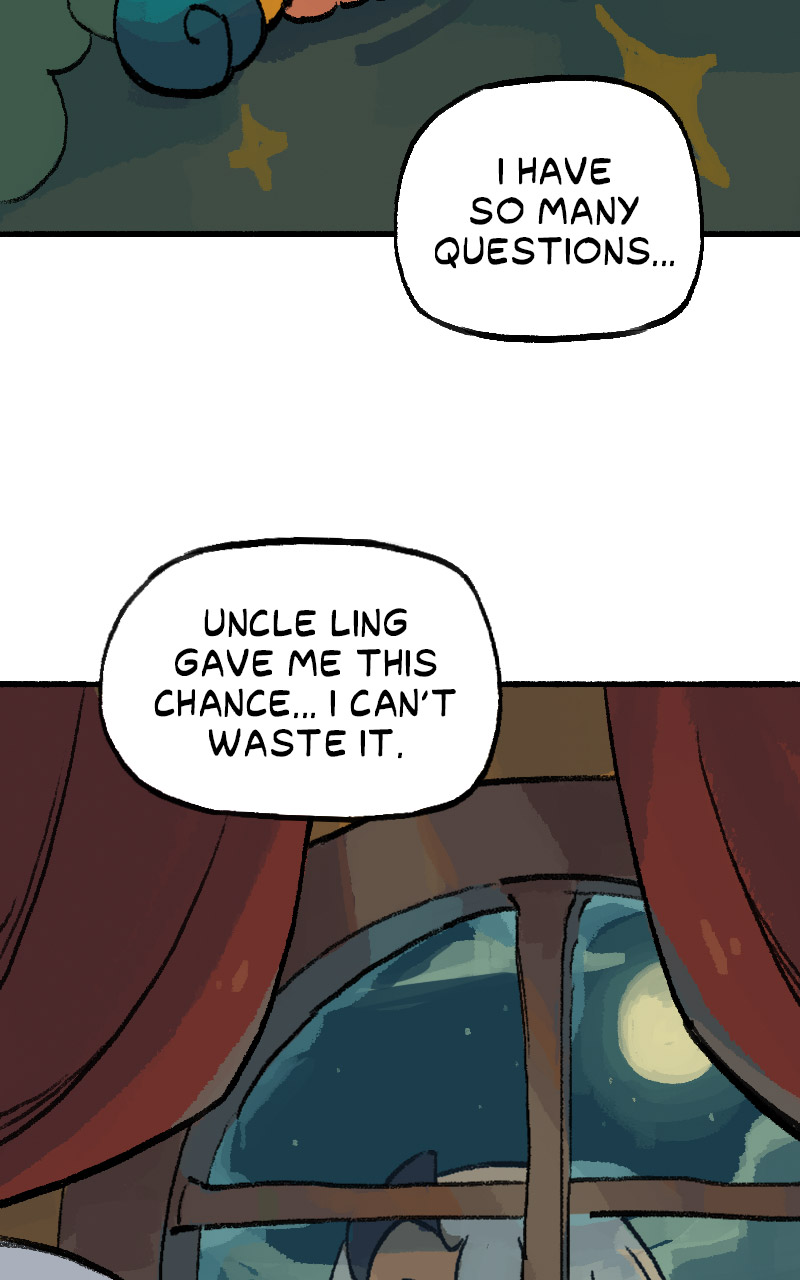 I HAVE
SO MANY
QUESTIONS...
UNCLE LING
GAVE ME THIS
CHANCE... I CAN'T
WASTE IT.